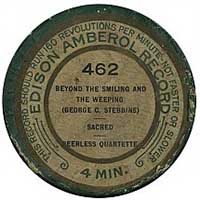 THIS RECORD SHOULD RUN 160 REVOLUTIONS PER MINUTE-NOT FASTER OR SLOWER
EDISON AMBEROL RECORD
462
BEYOND THE SMILING AND
THE WEEPING
(GEORGE C. STEBBINS)
SACRED
PEERLESS QUARTETTE
4 MIN.